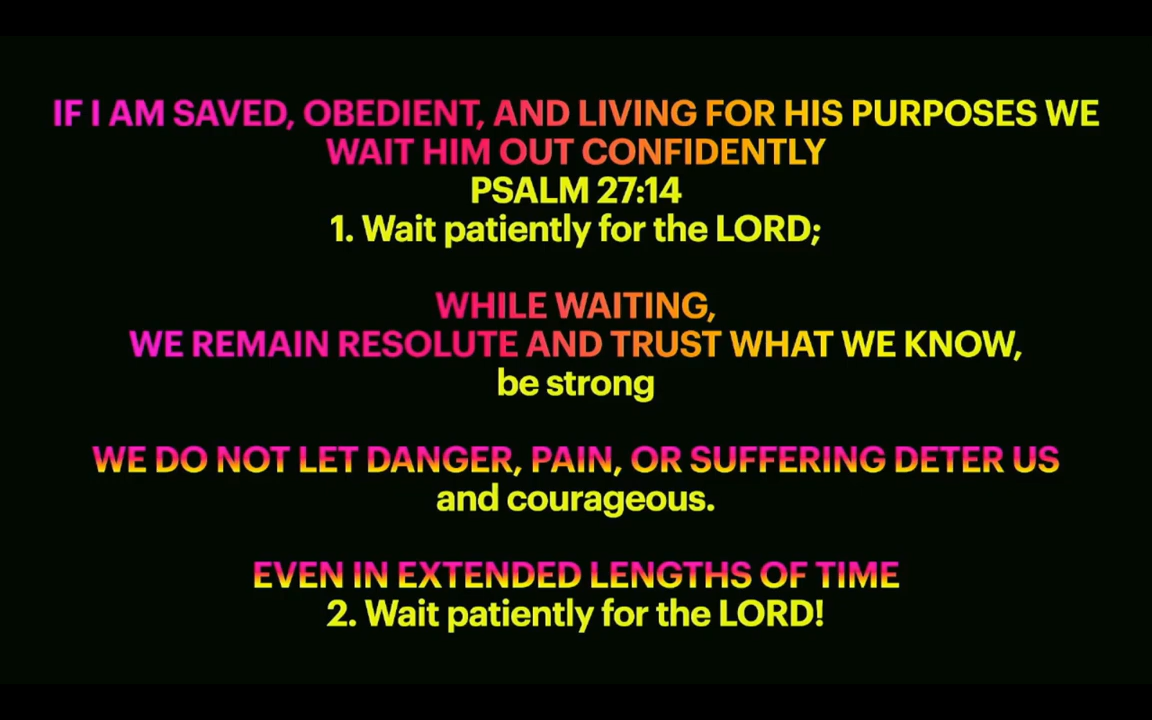 IF I AM SAVED, OBEDIENT, AND LIVING FOR HIS PURPOSES WE
WAIT HIM OUT CONFIDENTLY
PSALM 27:14
1. Wait patiently for the LORD;
WHILE WAITING,
WE REMAIN RESOLUTE AND TRUST WHAT WE KNOW,
be strong
WE DO NOT LET DANGER, PAIN, OR SUFFERING DETER US
and courageous.
EVEN IN EXTENDED LENGTHS OF TIME
2. Wait patiently for the LORD!